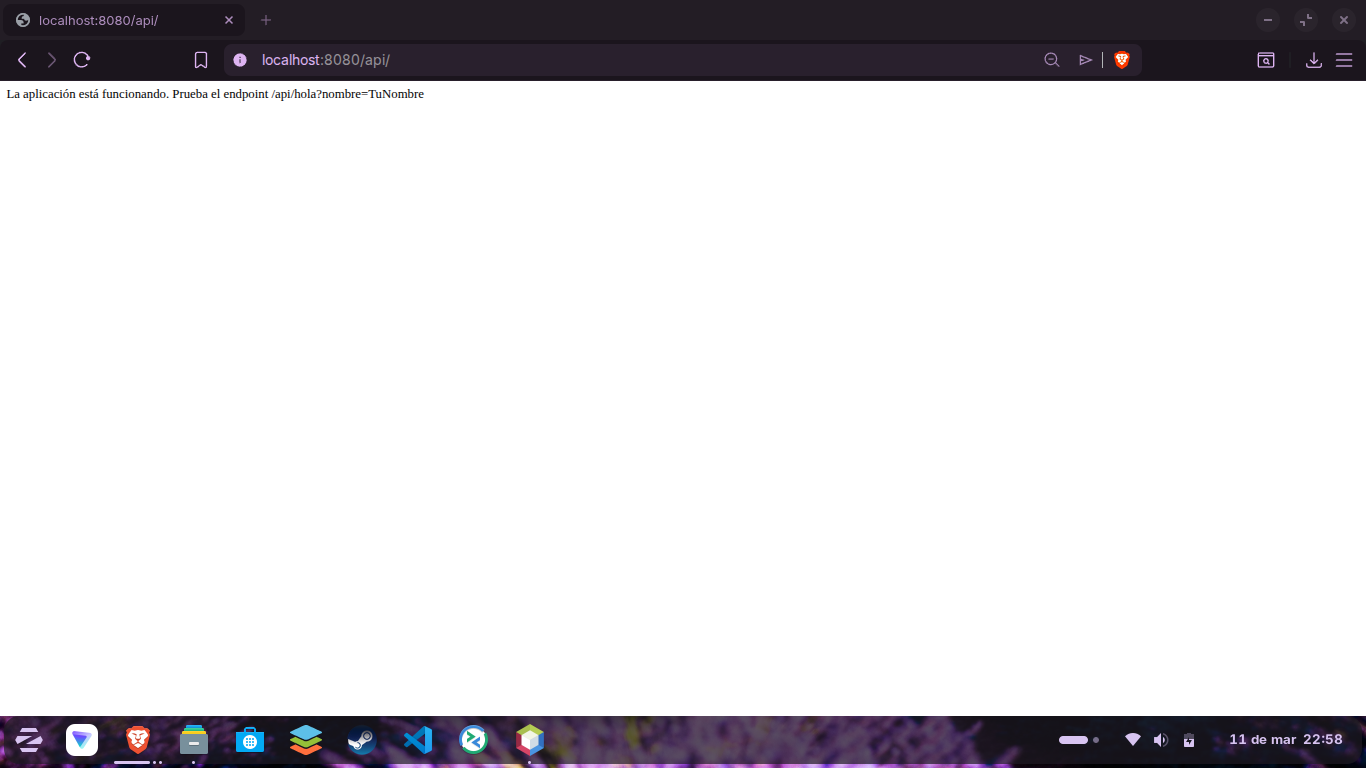 localhost:8080/api/
localhost:8080/api/
La aplicación está funcionando. Prueba el endpoint /api/hola?nombre=TuNombre
11 de mar 22:58